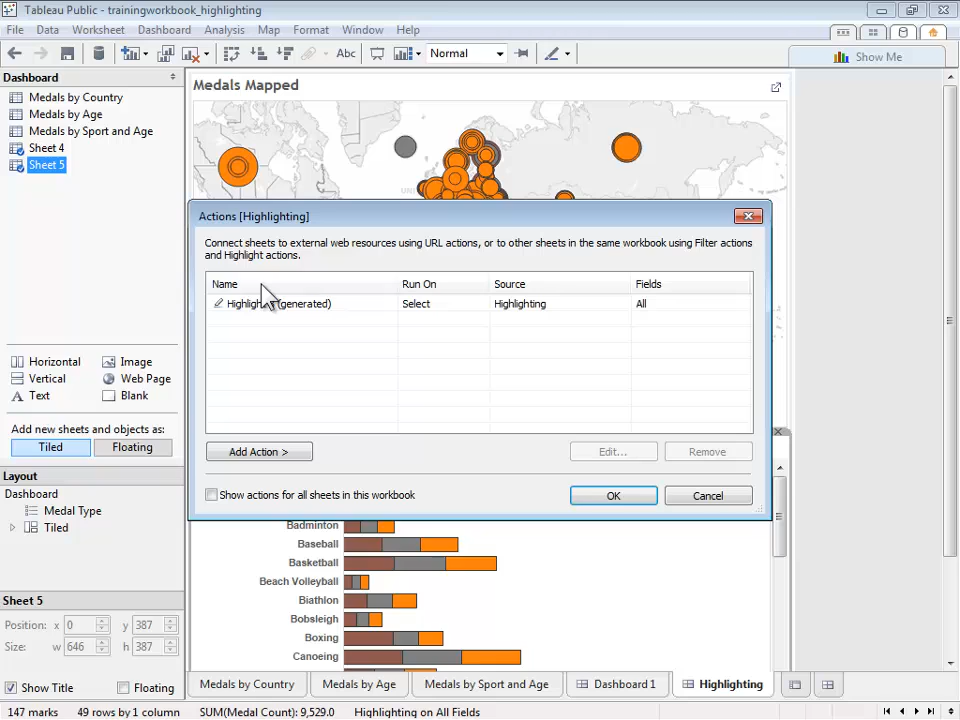 Tableau Public - trainingworkbook_highlighting
File Data Worksheet Dashboard Analysis Map Format Window Help
Abc Normal Show Me
Dashboard
Medals by Country
Medals by Age
Medals by Sport and Age
Sheet 4
Sheet 5
Horizontal Image
Vertical Web Page
Text Blank
Add new sheets and objects as:
Tiled Floating
Layout
Dashboard
Medal Type
Tiled
Sheet 5
Position: x 0 y 387
Size: w 646 h 387
Show Title Floating
Medals Mapped
Actions [Highlighting]
Connect sheets to external web resources using URL actions, or to other sheets in the same workbook using Filter actions
and Highlight actions.
Name Run On Source Fields
(generated) Select Highlighting All
Add Action > Edit... Remove
Show actions for all sheets in this workbook
OK Cancel
Badminton
Baseball
Basketball
Beach Volleyball
Biathlon
Bobsleigh
Boxing
Canoeing
Medals by Country Medals by Age Medals by Sport and Age Dashboard 1 Highlighting
147 marks 49 rows by 1 column SUM(Medal Count): 9,529.0 Highlighting on All Fields